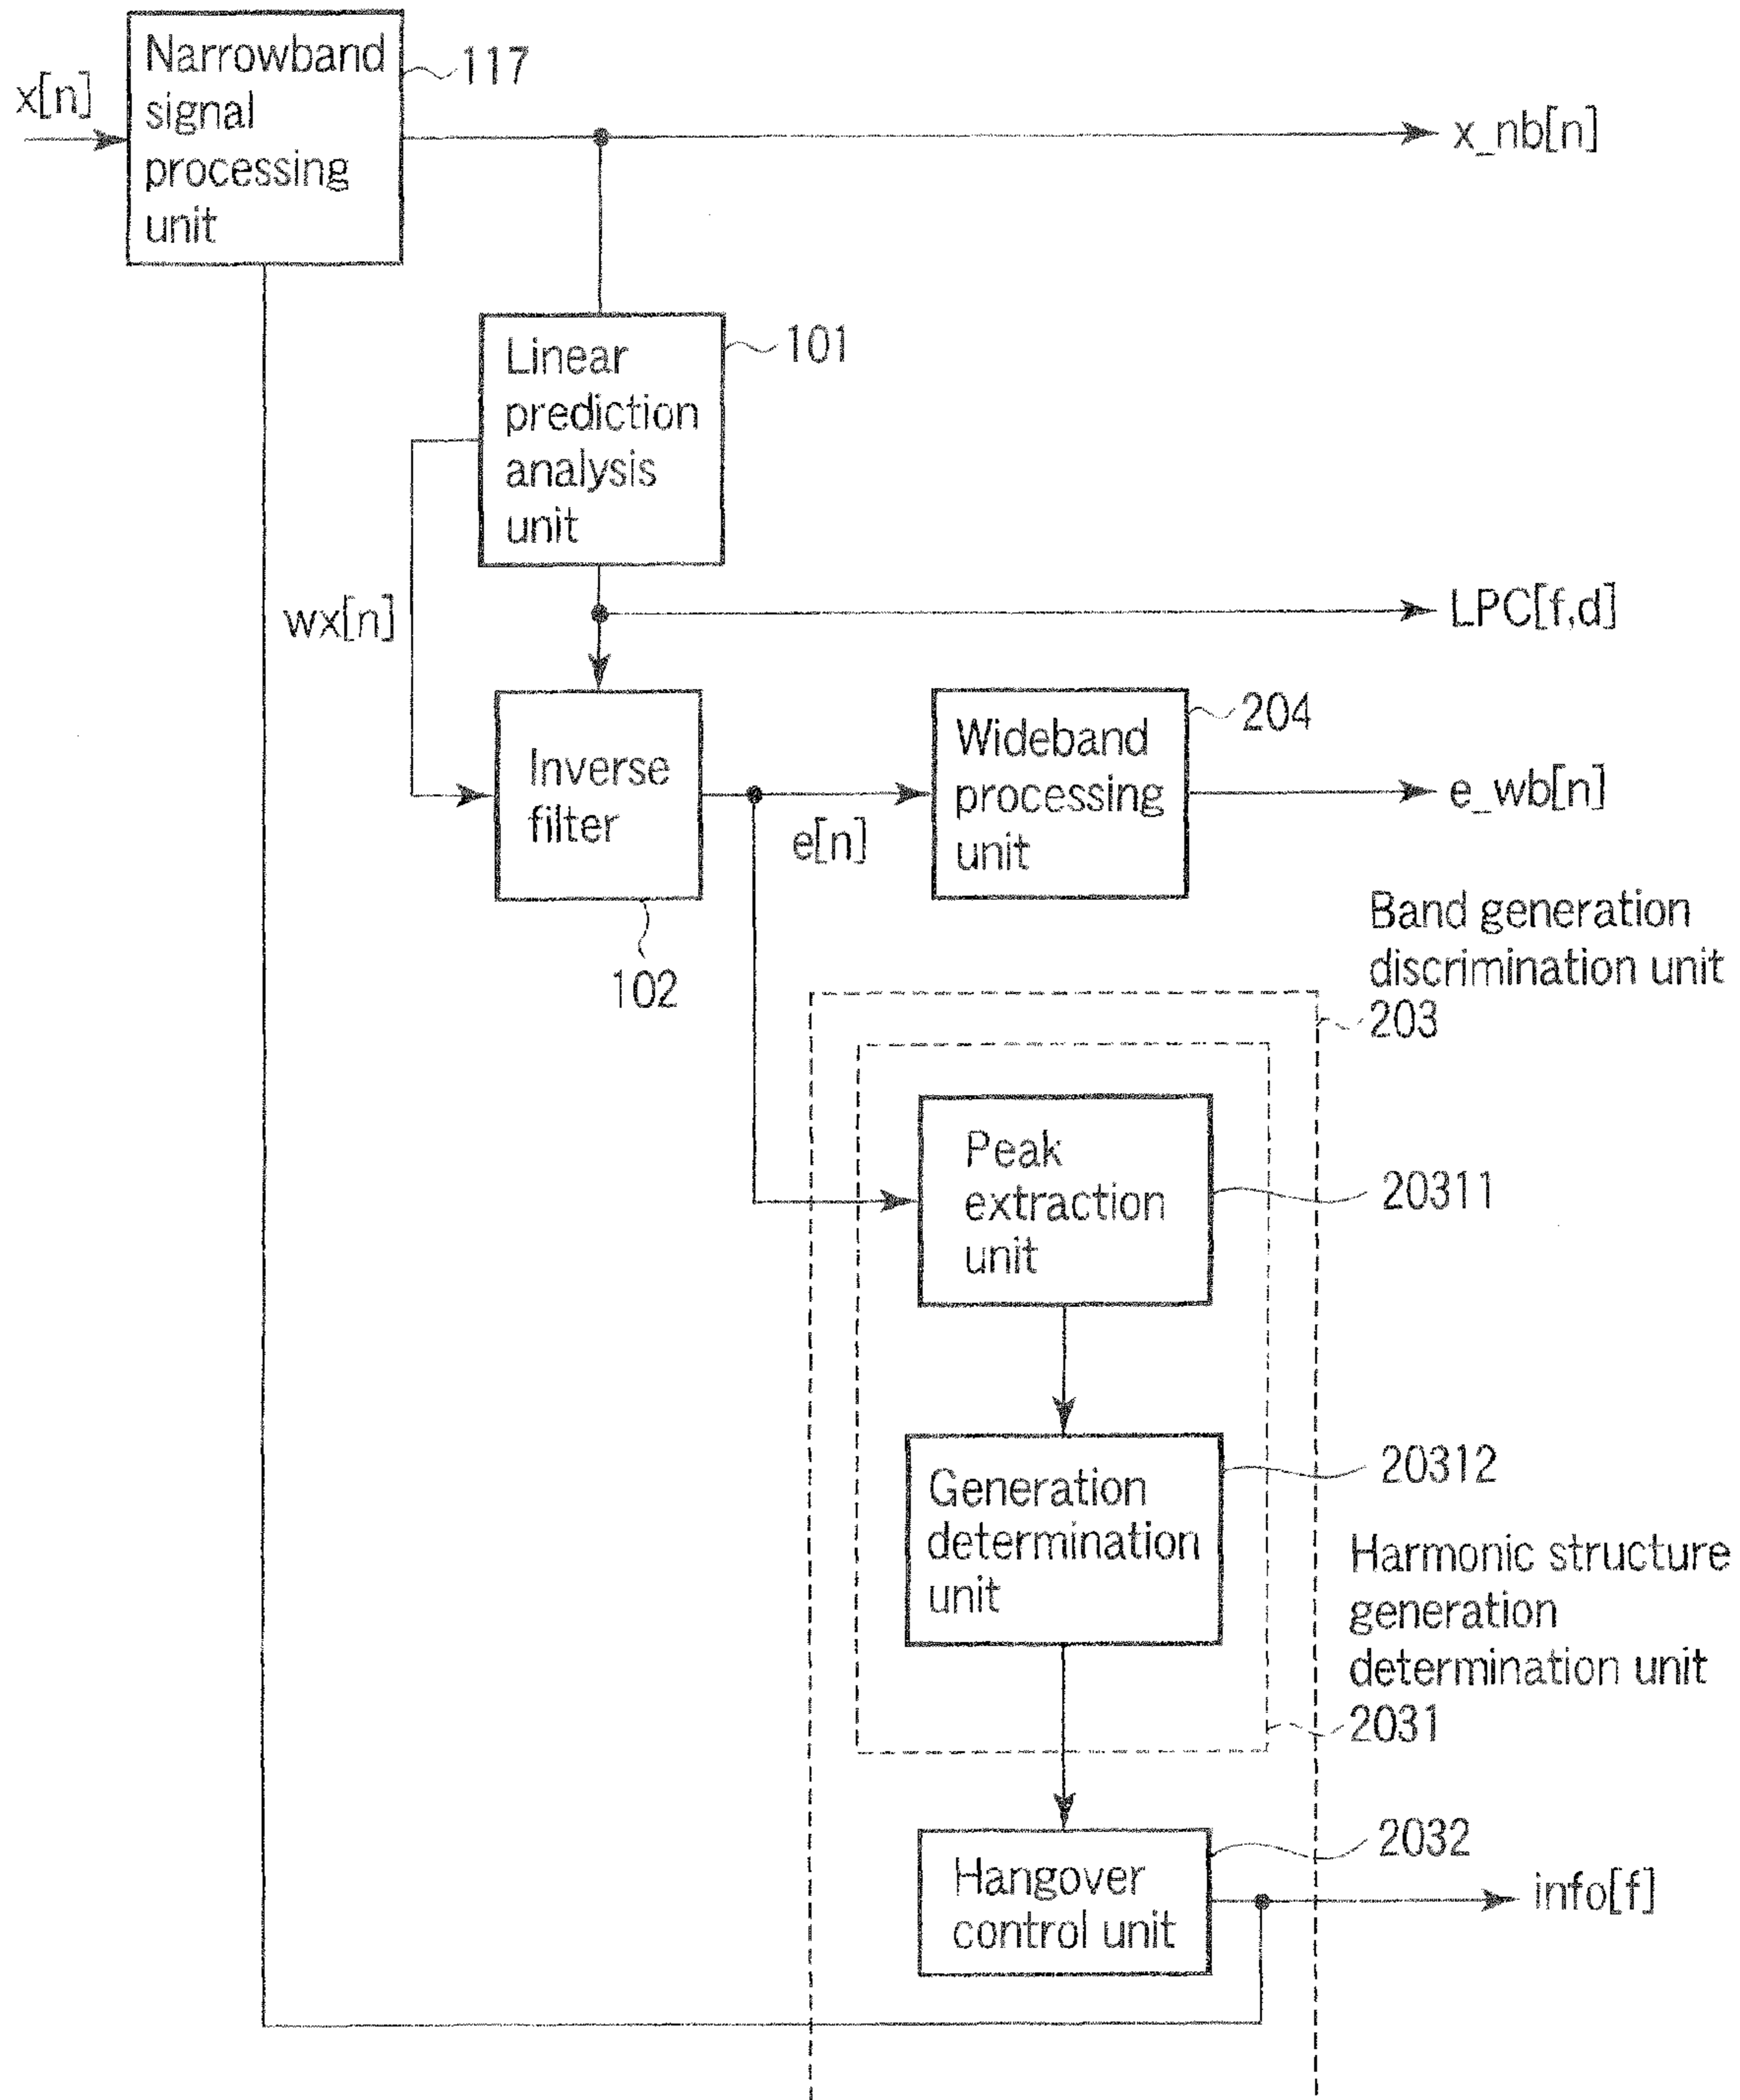 x[n]
Narrowband
signal
processing
unit
117
x_nb[n]
Linear
prediction
analysis
unit
101
wx[n]
LPC[f,d]
Inverse
filter
102
e[n]
Wideband
processing
unit
204
e_wb[n]
Band generation
discrimination unit
203
Peak
extraction
unit
20311
Generation
determination
unit
20312
Harmonic structure
generation
determination unit
2031
Hangover
control unit
2032
info[f]